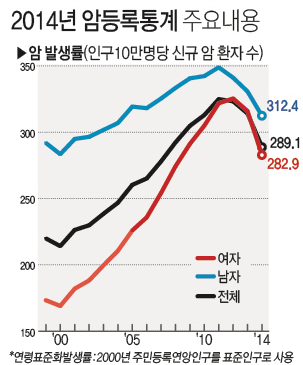 2014년 암등록통계 주요내용
▶암 발생률(인구10만명당 신규 암 환자 수)
350
300
250
200
150
312.4
289.1
282.9
여자
남자
전체
'00 '05 '10 '14
*연령표준화발생률 : 2000년 주민등록연앙인구를 표준인구로 사용